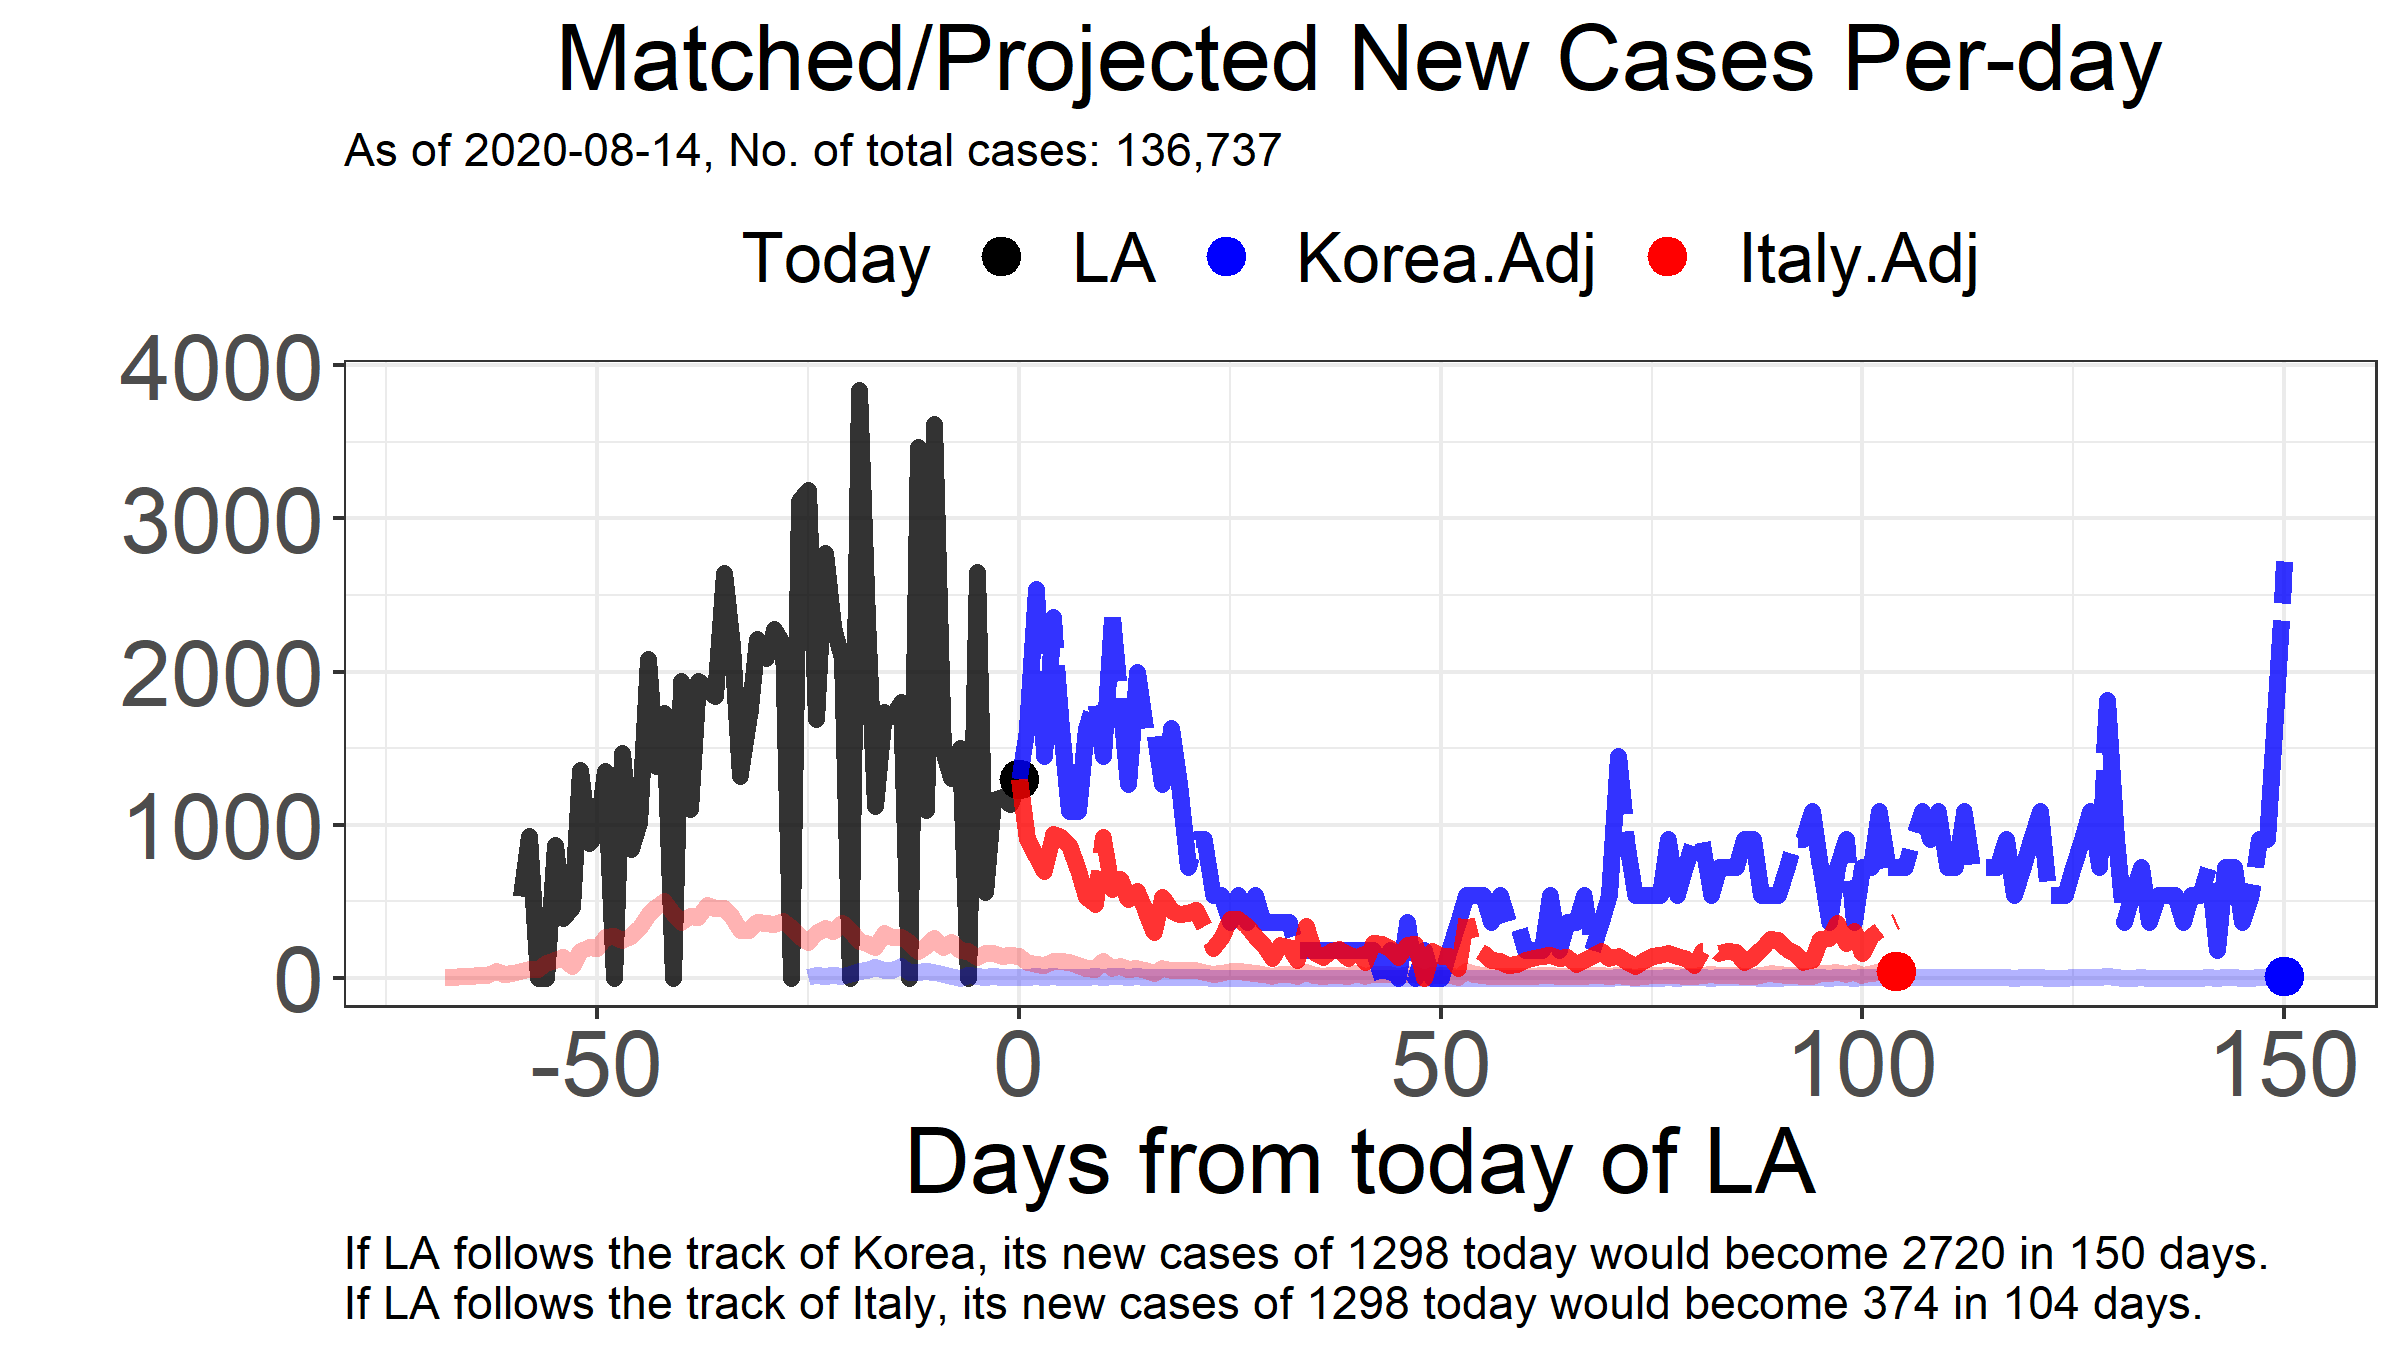 Matched/Projected New Cases Per-day
As of 2020-08-14, No. of total cases: 136,737
Today LA Korea.Adj Italy.Adj
4000
3000
2000
1000
0
-50 0 50 100 150
Days from today of LA
If LA follows the track of Korea, its new cases of 1298 today would become 2720 in 150 days.
If LA follows the track of Italy, its new cases of 1298 today would become 374 in 104 days.